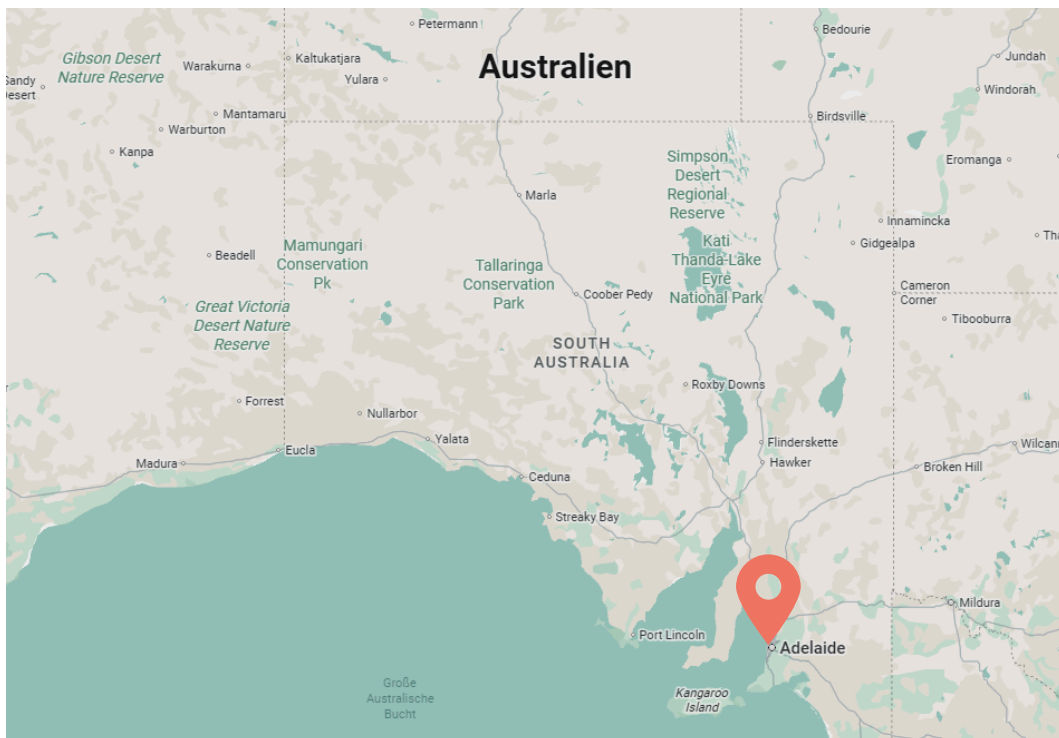 Petermann
Bedourie
Gibson Desert
Nature Reserve
Kaltukatjara
Warakurna
Australien
Jundah
Yulara
Sandy
Desert
Windorah
Mantamaru
Birdsville
Warburton
Kanpa
Simpson
Desert
Regional
Reserve
Eromanga
Marla
Innamincka
Tha
Gidgealpa
Kati
Thanda-Lake
Eyre
National Park
Mamungari
Conservation
Pk
Beadell
Tallaringa
Conservation
Park
Coober Pedy
Cameron
Corner
Great Victoria
Desert Nature
Reserve
Tibooburra
SOUTH
AUSTRALIA
Roxby Downs
Forrest
Nullarbor
Yalata
Flinderskette
Wilcann
Eucla
Madura
Hawker
Broken Hill
Ceduna
Streaky Bay
Mildura
Port Lincoln
Adelaide
Große
Australische
Bucht
Kangaroo
Island